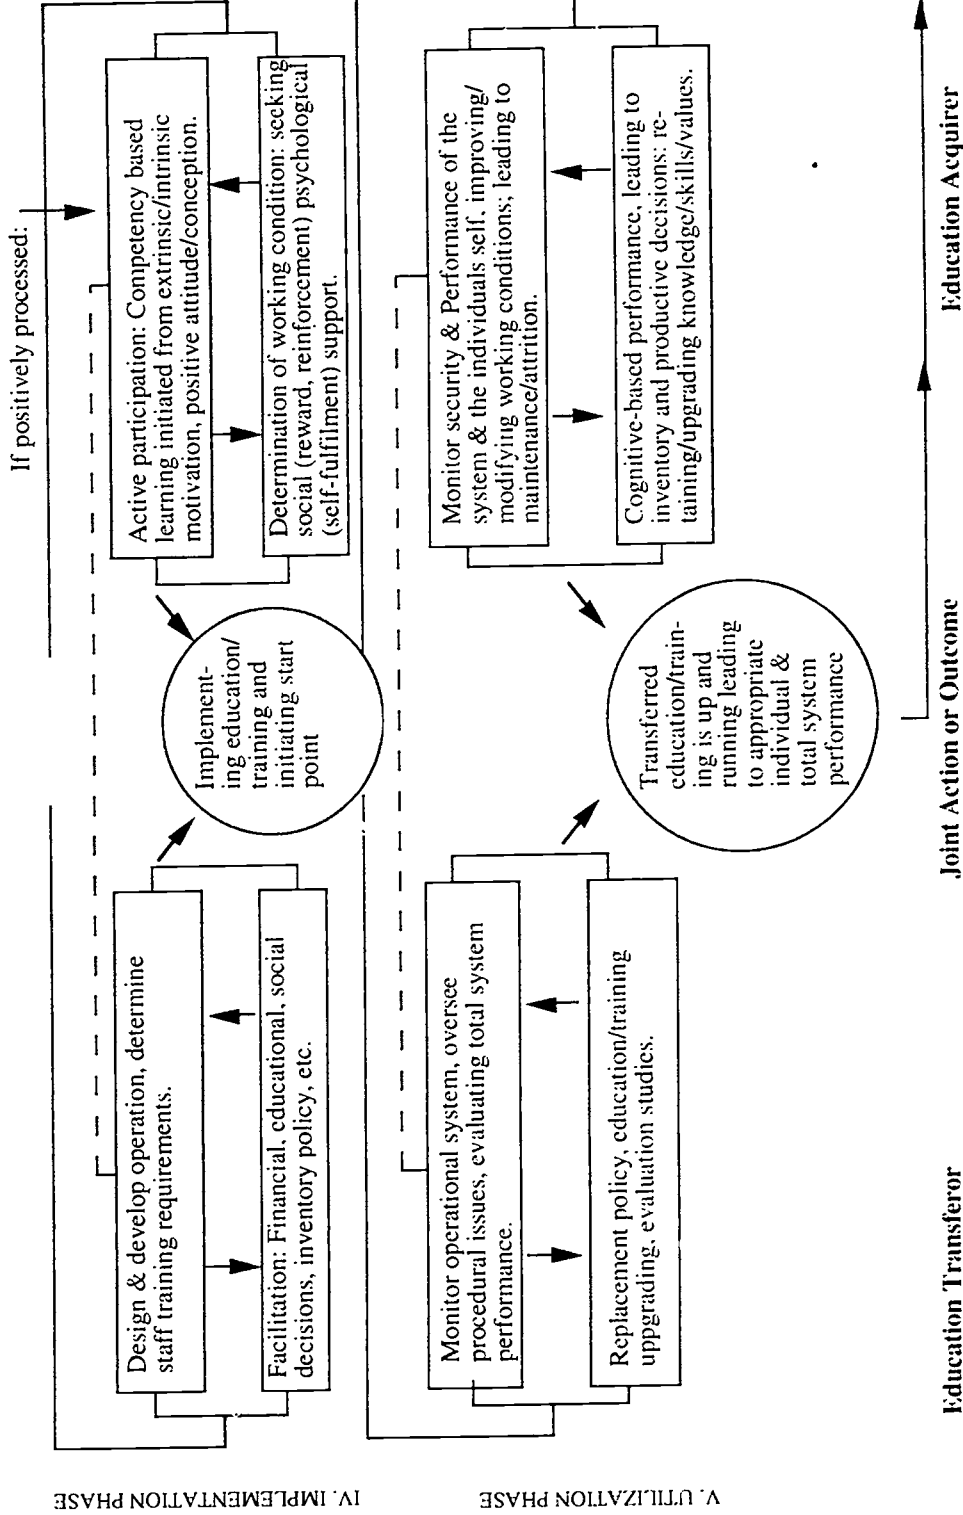 If positively processed:
IV. IMPLEMENTATION PHASE
Design & develop operation, determine
staff training requirements.
Facilitation: Financial, educational, social
decisions, inventory policy, etc.
Implement-
ing education/
training and
initiating start
point
Active participation: Competency based
learning initiated from extrinsic/intrinsic
motivation, positive attitude/conception.
Determination of working condition: seeking
social (reward, reinforcement) psychological
(self-fulfilment) support.
V. UTILIZATION PHASE
Monitor operational system, oversee
procedural issues, evaluating total system
performance.
Replacement policy, education/training
uppgrading, evaluation studies.
Transferred
education/train-
ing is up and
running leading
to appropriate
individual &
total system
performance
Monitor security & Performance of the
system & the individuals self, improving/
modifying working conditions; leading to
maintenance/attrition.
Cognitive-based performance, leading to
inventory and productive decisions: re-
taining/upgrading knowledge/skills/values.
Education Transferor
Joint Action or Outcome
Education Acquirer